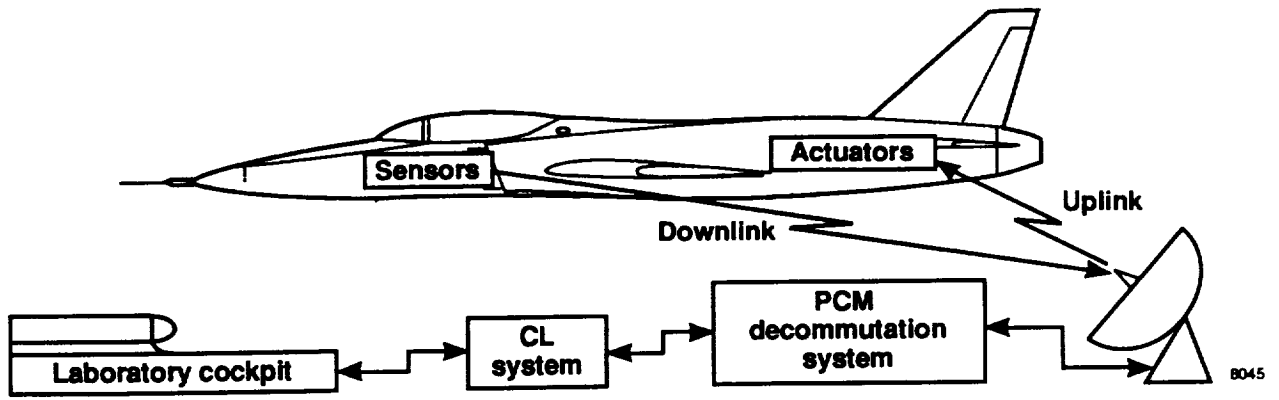 Sensors
Actuators
Uplink
Downlink
PCM
decommutation
system
CL
system
Laboratory cockpit
8045